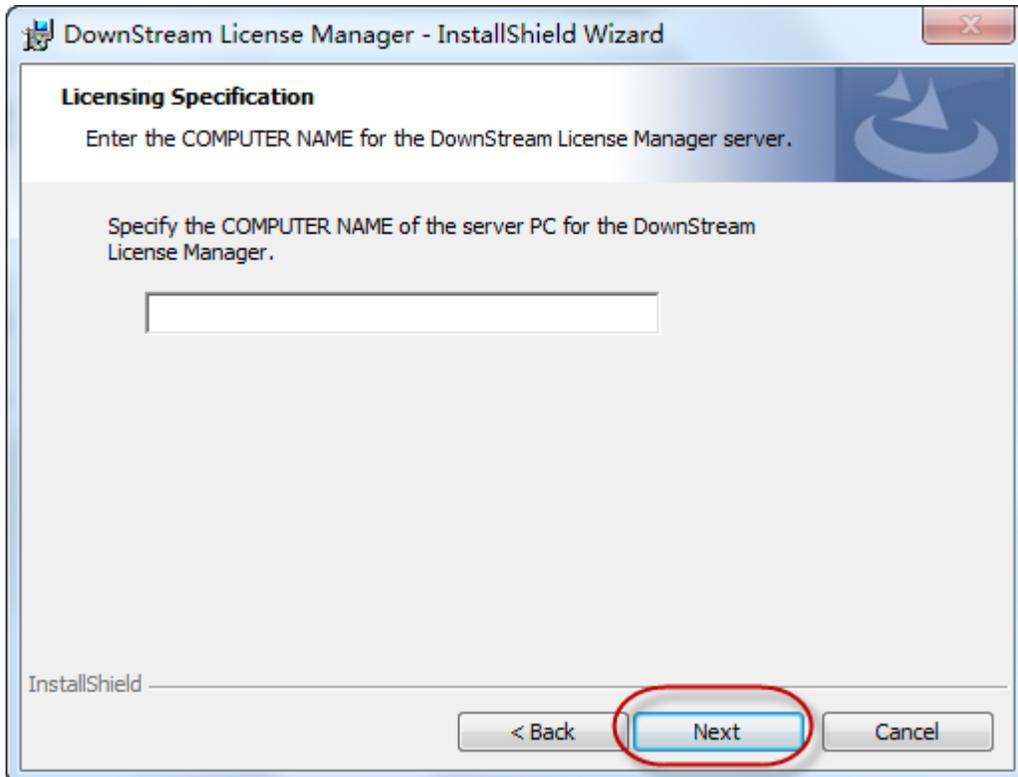 DownStream License Manager - InstallShield Wizard
Licensing Specification
Enter the COMPUTER NAME for the DownStream License Manager server.
Specify the COMPUTER NAME of the server PC for the DownStream
License Manager.
InstallShield
< Back
Next
Cancel